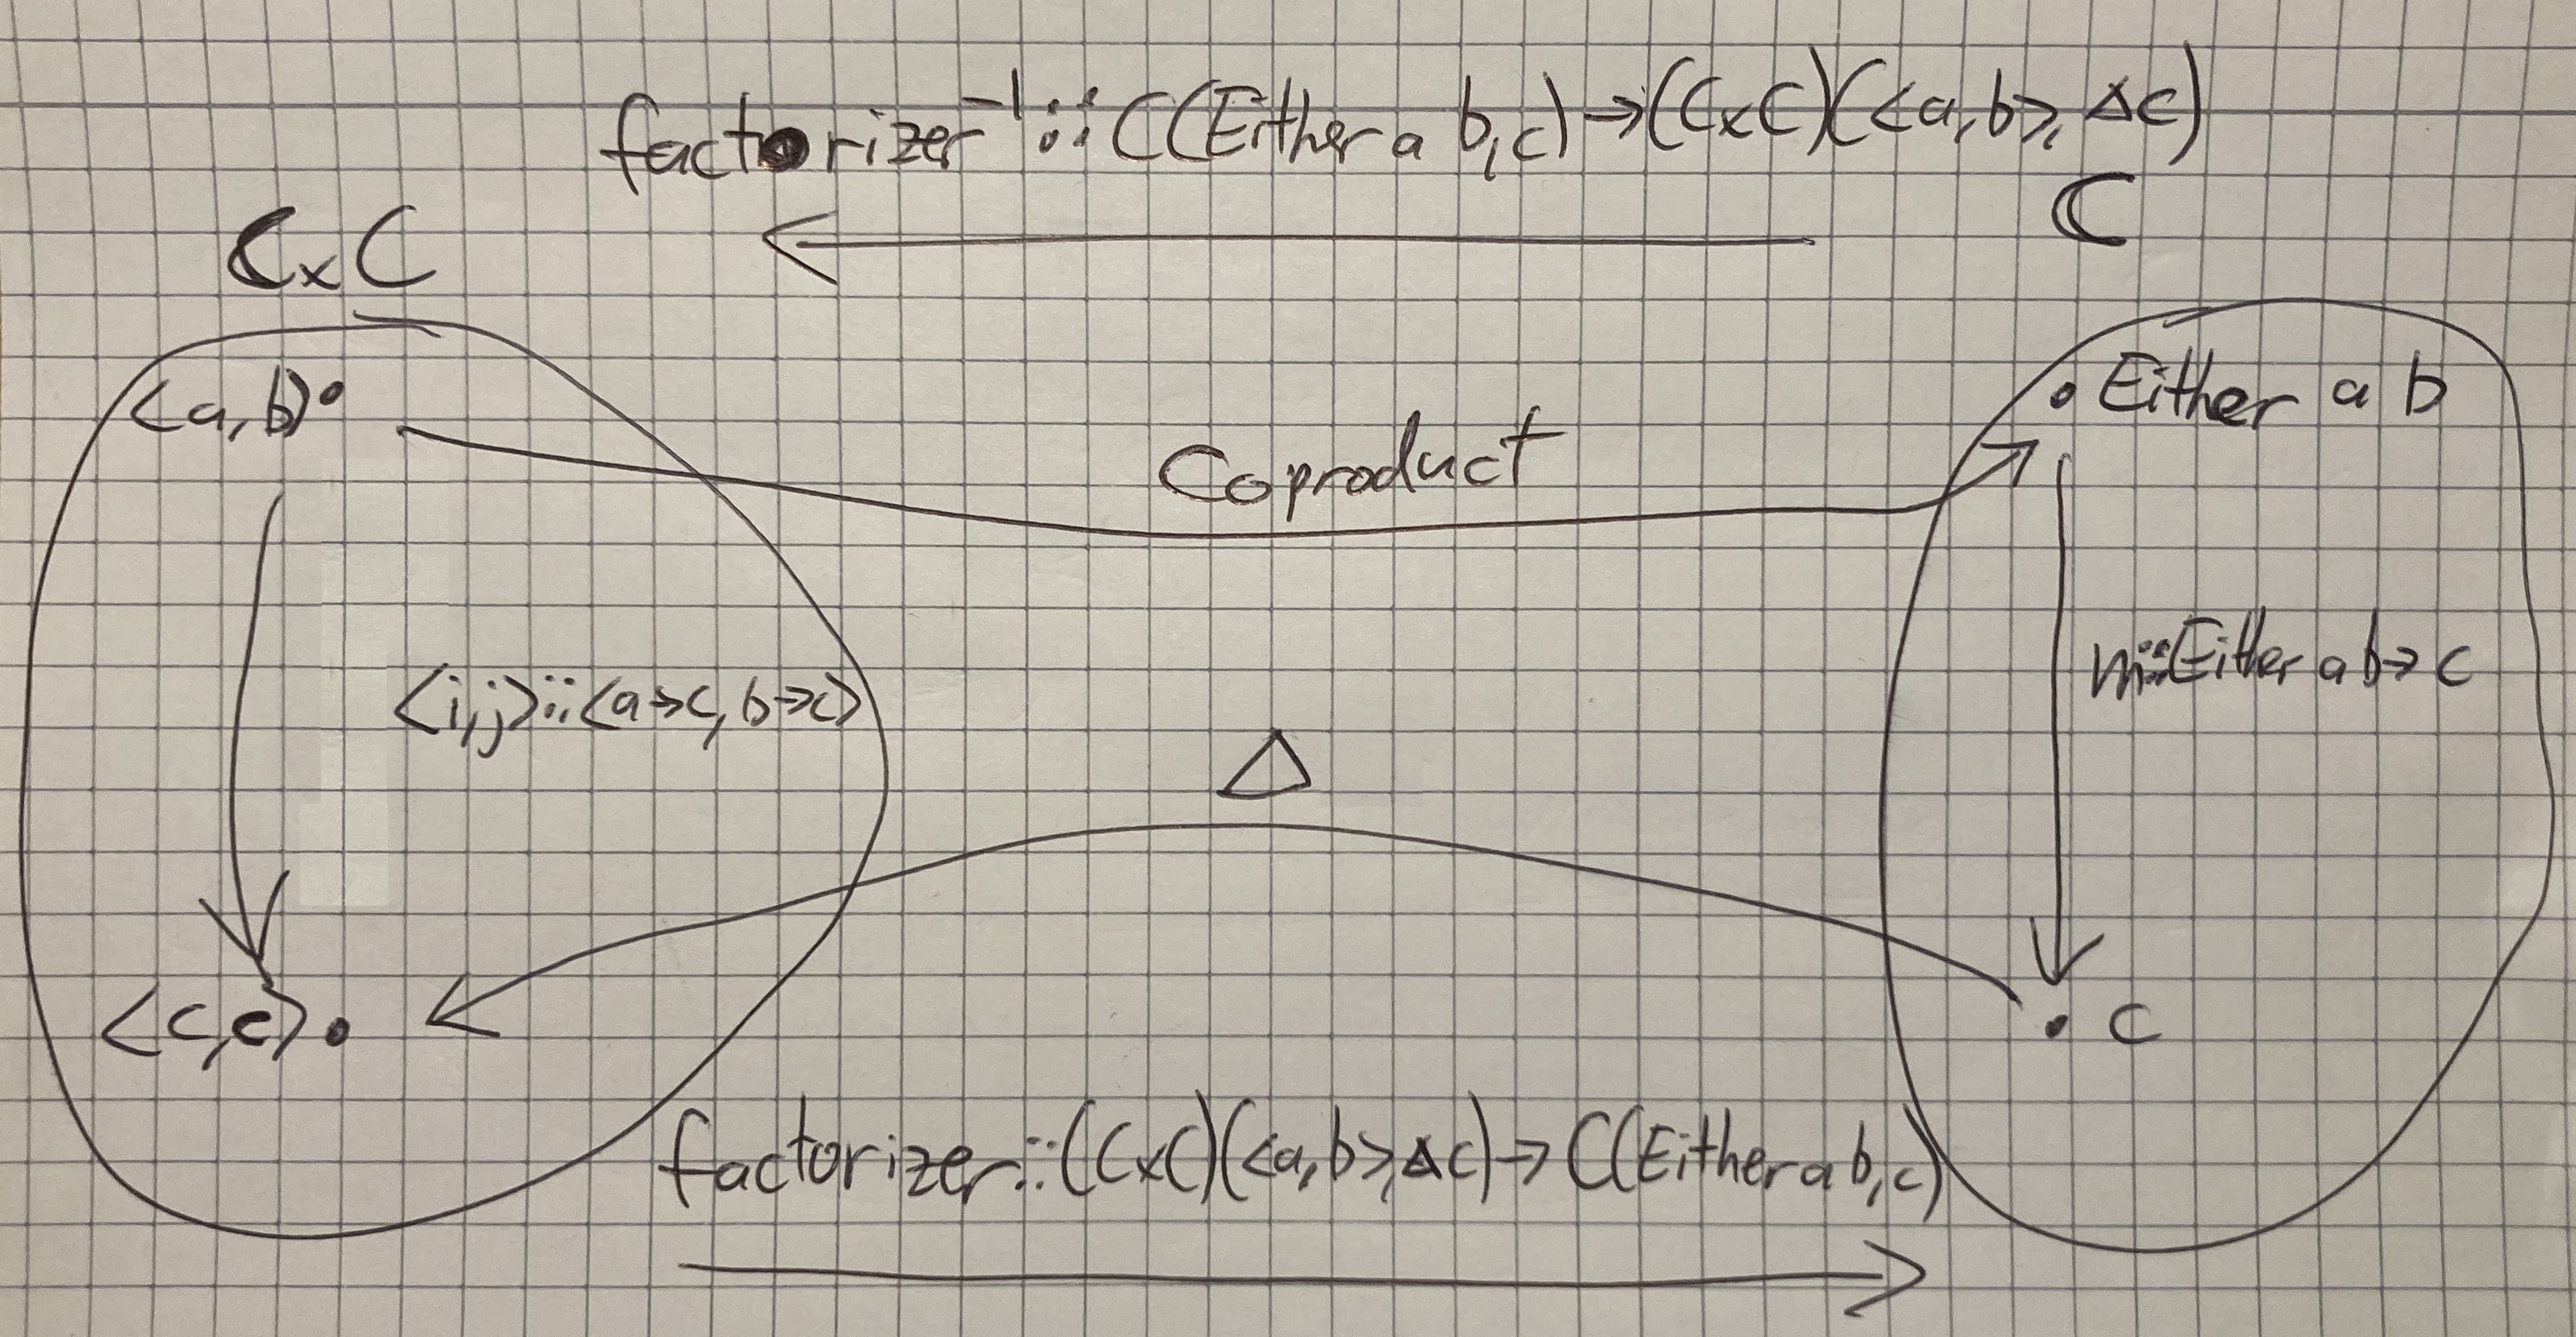 factorizer⁻¹::C(Either a b,c)→(C×C)(<a,b>,Δc)
C
C×C
<a,b>
Either a b
Coproduct
m::Either a b→c
<i,j>::<a→c,b→c>
Δ
<c,c>
c
factorizer::(C×C)(<a,b>,Δc)→C(Either a b,c)